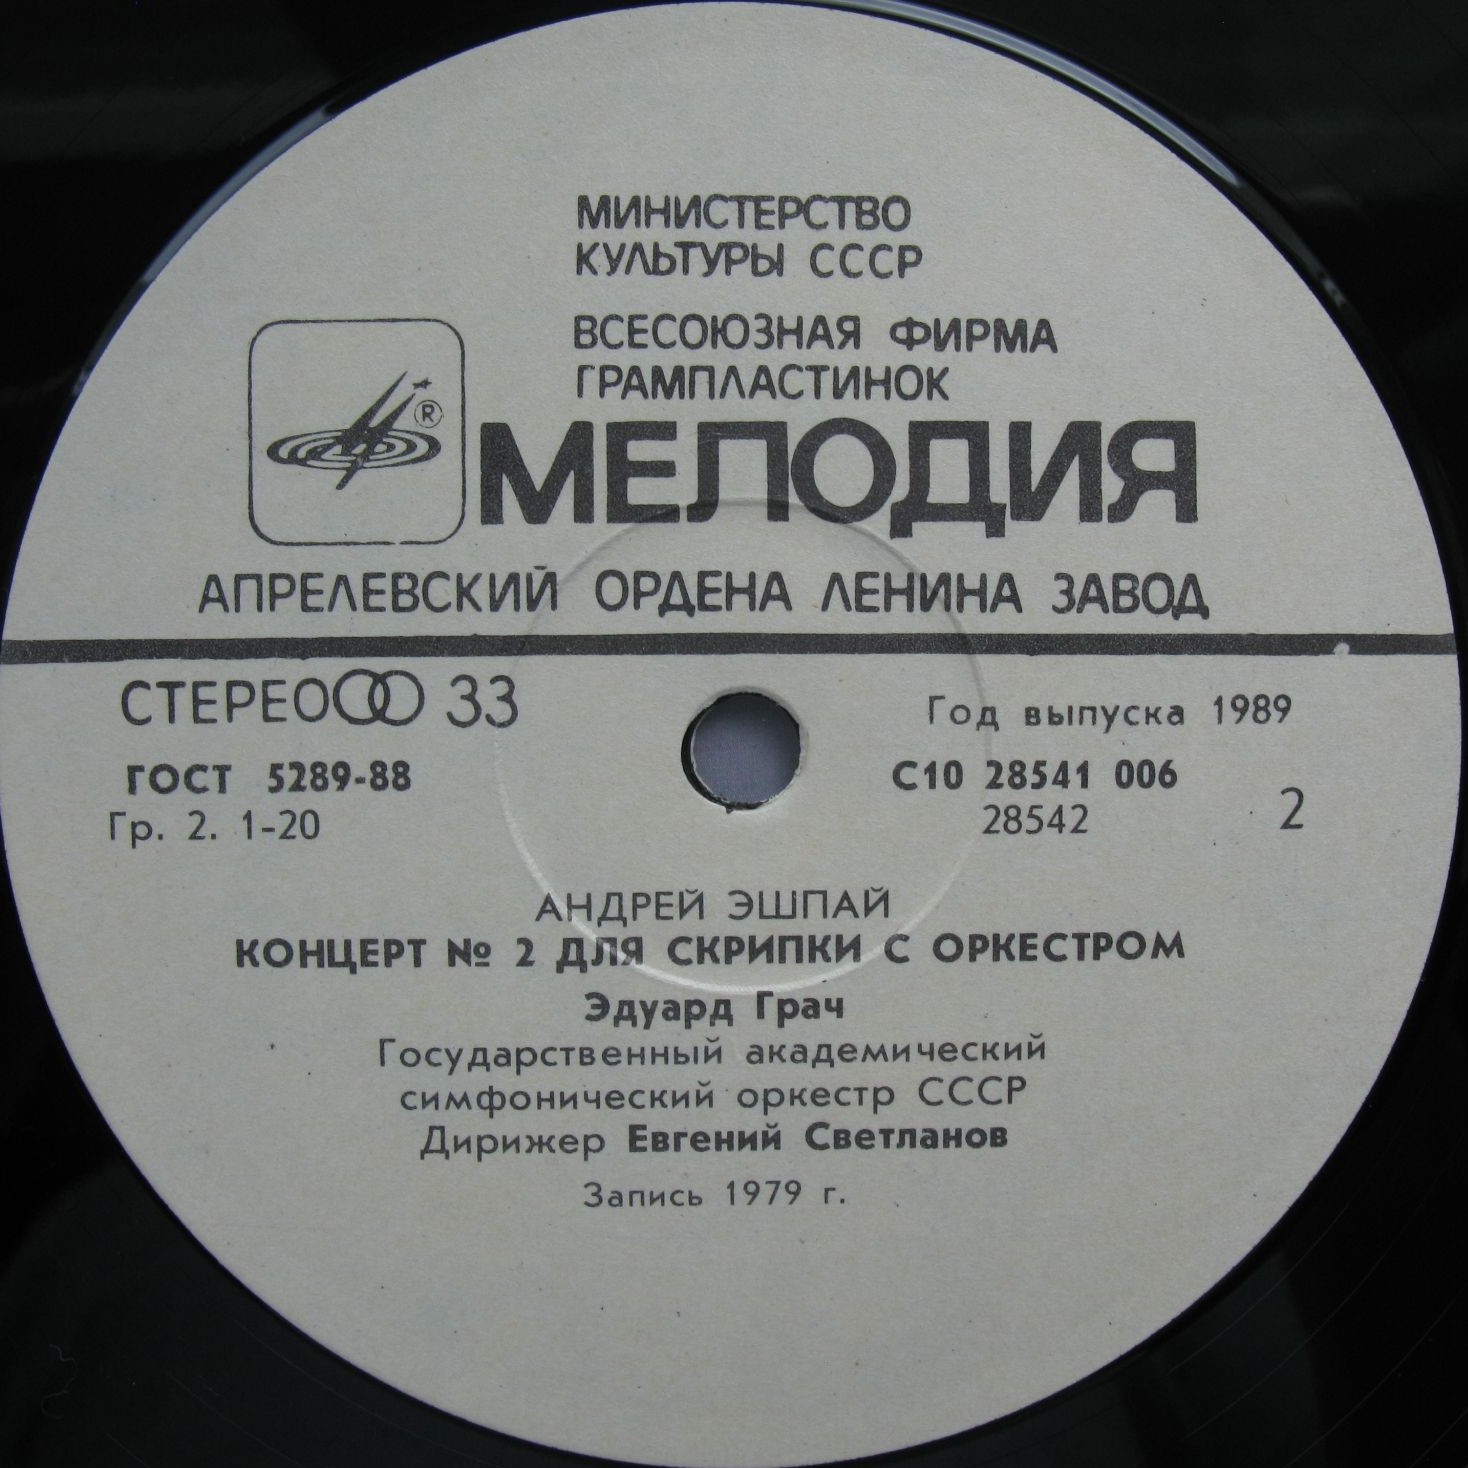 МИНИСТЕРСТВО
КУЛЬТУРЫ СССР
ВСЕСОЮЗНАЯ ФИРМА
ГРАМПЛАСТИНОК
®
МЕЛОДИЯ
АПРЕЛЕВСКИЙ ОРДЕНА ЛЕНИНА ЗАВОД
СТЕРЕО 33
Год выпуска 1989
ГОСТ 5289-88
С10 28541 006
Гр. 2. 1-20
28542
2
АНДРЕЙ ЭШПАЙ
КОНЦЕРТ № 2 ДЛЯ СКРИПКИ С ОРКЕСТРОМ
Эдуард Грач
Государственный академический
симфонический оркестр СССР
Дирижер Евгений Светланов
Запись 1979 г.